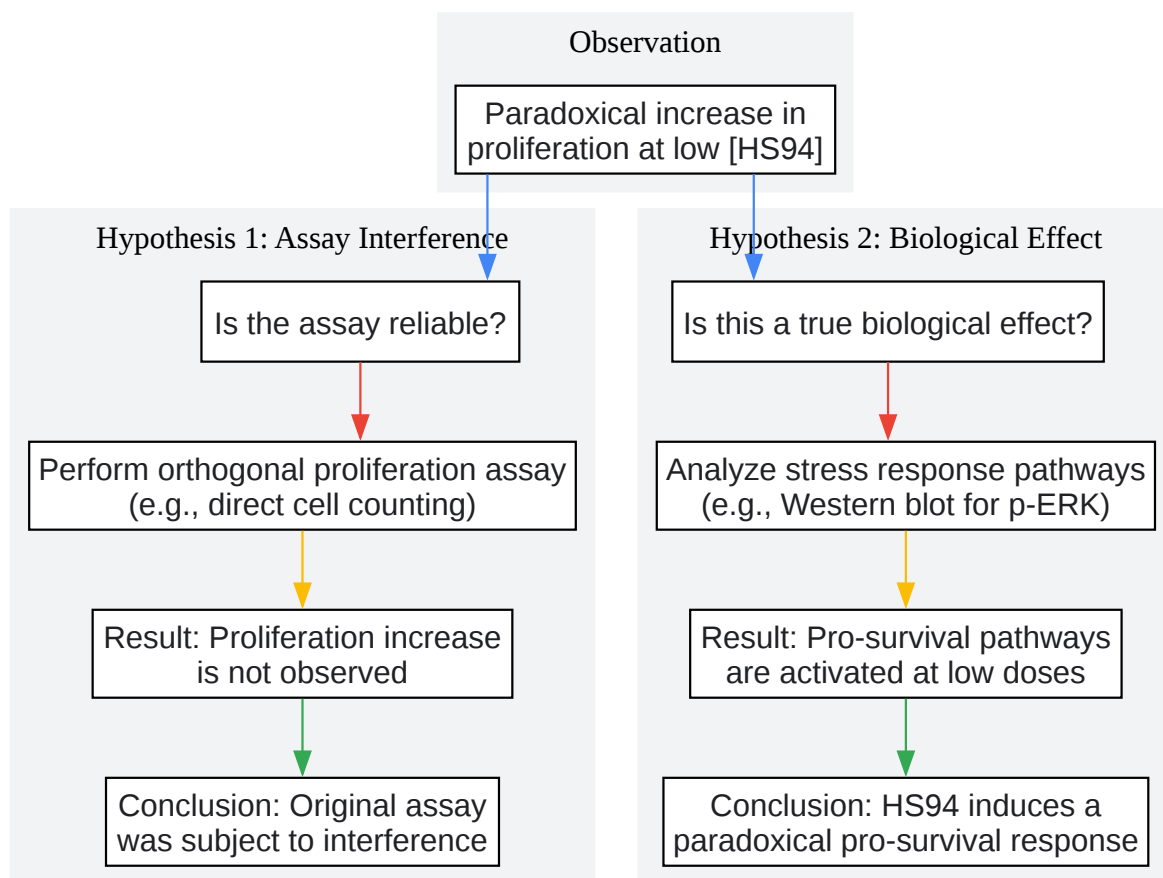 Observation
Paradoxical increase in
proliferation at low [HS94]
Hypothesis 1: Assay Interference
Is the assay reliable?
Perform orthogonal proliferation assay
(e.g., direct cell counting)
Result: Proliferation increase
is not observed
Conclusion: Original assay
was subject to interference
Hypothesis 2: Biological Effect
Is this a true biological effect?
Analyze stress response pathways
(e.g., Western blot for p-ERK)
Result: Pro-survival pathways
are activated at low doses
Conclusion: HS94 induces a
paradoxical pro-survival response